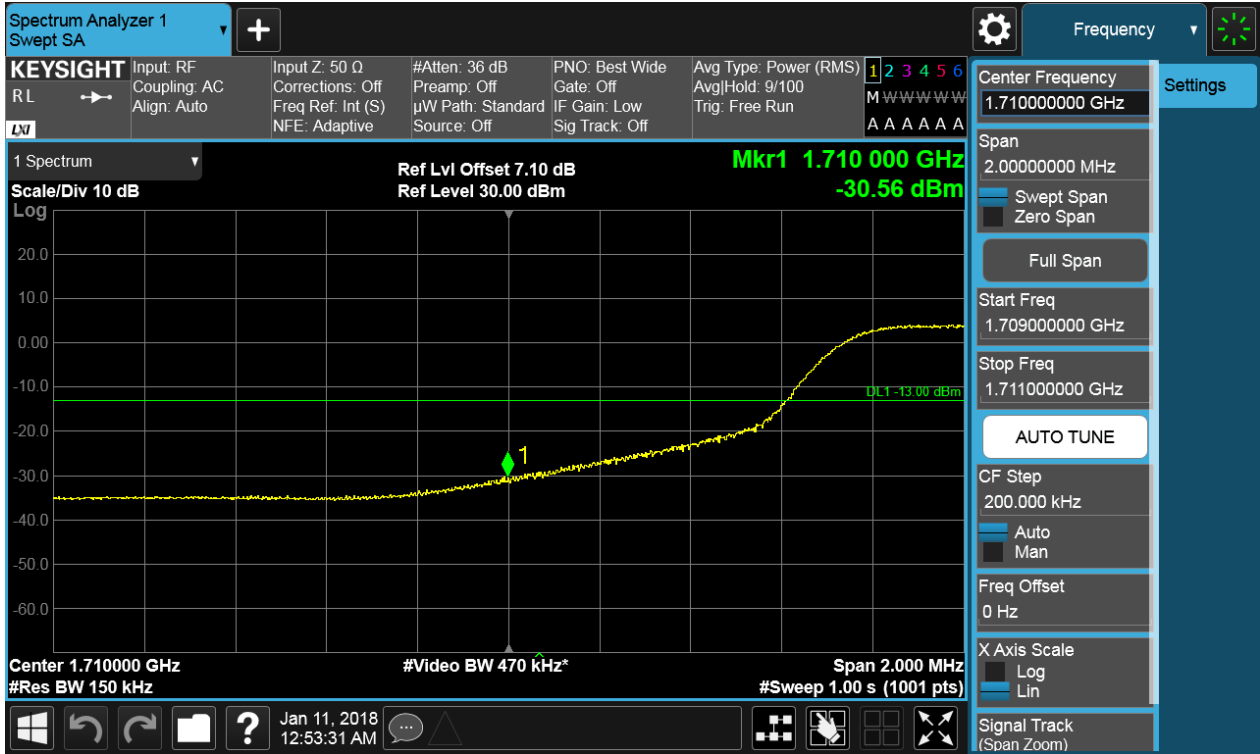 Spectrum Analyzer 1
Swept SA
+
Frequency
KEYSIGHT
RL
LXI
Input: RF
Coupling: AC
Align: Auto
Input Z: 50 Ω
Corrections: Off
Freq Ref: Int (S)
NFE: Adaptive
#Atten: 36 dB
Preamp: Off
µW Path: Standard
Source: Off
PNO: Best Wide
Gate: Off
IF Gain: Low
Sig Track: Off
Avg Type: Power (RMS)
Avg|Hold: 9/100
Trig: Free Run
1 2 3 4 5 6
M W W W W W
A A A A A A
1 Spectrum
Scale/Div 10 dB
Log
Ref Lvl Offset 7.10 dB
Ref Level 30.00 dBm
Mkr1 1.710 000 GHz
-30.56 dBm
20.0
10.0
0.00
-10.0
DL1 -13.00 dBm
-20.0
1
-30.0
-40.0
-50.0
-60.0
Center 1.710000 GHz
#Video BW 470 kHz*
Span 2.000 MHz
#Res BW 150 kHz
#Sweep 1.00 s (1001 pts)
Center Frequency
1.710000000 GHz
Settings
Span
2.00000000 MHz
Swept Span
Zero Span
Full Span
Start Freq
1.709000000 GHz
Stop Freq
1.711000000 GHz
AUTO TUNE
CF Step
200.000 kHz
Auto
Man
Freq Offset
0 Hz
X Axis Scale
Log
Lin
Signal Track
(Span Zoom)
?
Jan 11, 2018
12:53:31 AM